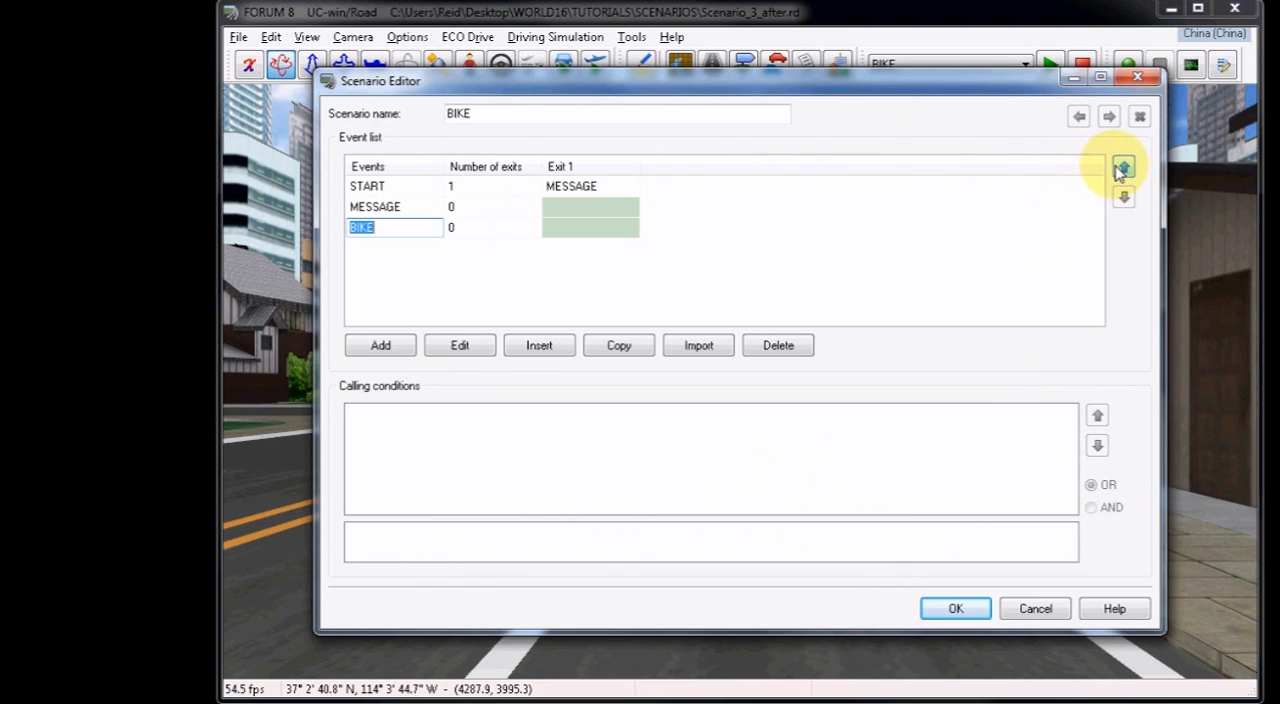 FORUM 8 UC-win/Road C:\Users\Reid\Desktop\WORLD16\TUTORIALS\SCENARIOS\Scenario_3_after.rd
File Edit View Camera Options ECO Drive Driving Simulation Tools Help China (China)
BIKE
Scenario Editor
Scenario name: BIKE
Event list
Events Number of exits Exit 1
START 1 MESSAGE
MESSAGE 0
BIKE 0
Add Edit Insert Copy Import Delete
Calling conditions
OR
AND
OK Cancel Help
54.5 fps 37° 2' 40.8" N, 114° 3' 44.7" W - (4287.9, 3995.3)